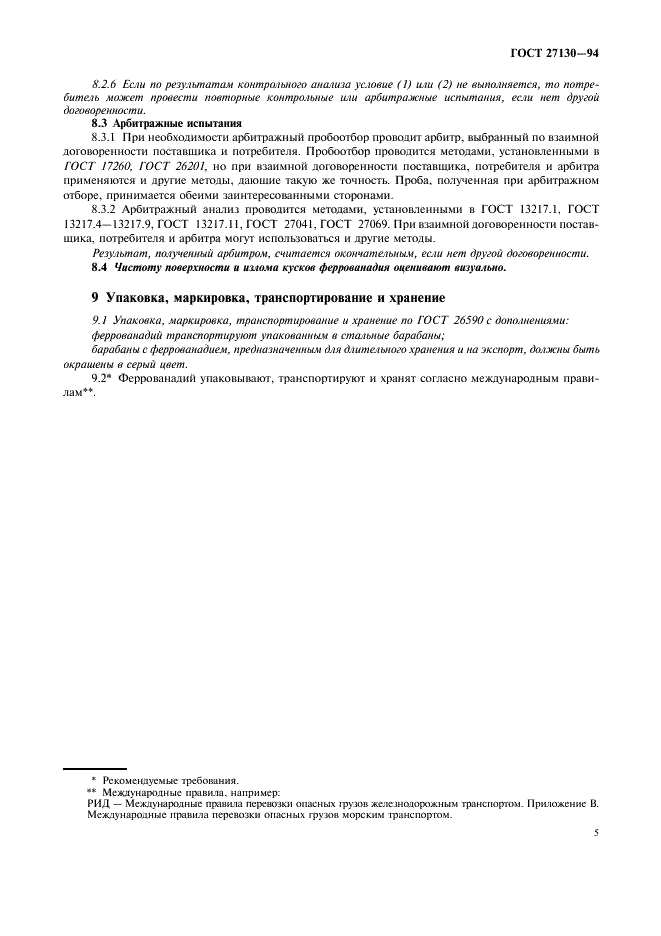 ГОСТ 27130—94
8.2.6 Если по результатам контрольного анализа условие (1) или (2) не выполняется, то потре-
битель может провести повторные контрольные или арбитражные испытания, если нет другой
договоренности.
8.3 Арбитражные испытания
8.3.1 При необходимости арбитражный пробоотбор проводит арбитр, выбранный по взаимной
договоренности поставщика и потребителя. Пробоотбор проводится методами, установленными в
ГОСТ 17260, ГОСТ 26201, но при взаимной договоренности поставщика, потребителя и арбитра
применяются и другие методы, дающие такую же точность. Проба, полученная при арбитражном
отборе, принимается обеими заинтересованными сторонами.
8.3.2 Арбитражный анализ проводится методами, установленными в ГОСТ 13217.1, ГОСТ
13217.4—13217.9, ГОСТ 13217.11, ГОСТ 27041, ГОСТ 27069. При взаимной договоренности постав-
щика, потребителя и арбитра могут использоваться и другие методы.
Результат, полученный арбитром, считается окончательным, если нет другой договоренности.
8.4 Чистоту поверхности и излома кусков феррованадия оценивают визуально.
9 Упаковка, маркировка, транспортирование и хранение
9.1 Упаковка, маркировка, транспортирование и хранение по ГОСТ 26590 с дополнениями:
феррованадий транспортируют упакованным в стальные барабаны;
барабаны с феррованадием, предназначенным для длительного хранения и на экспорт, должны быть
окрашены в серый цвет.
9.2* Феррованадий упаковывают, транспортируют и хранят согласно международным прави-
лам**.
* Рекомендуемые требования.
** Международные правила, например:
РИД — Международные правила перевозки опасных грузов железнодорожным транспортом. Приложение В.
Международные правила перевозки опасных грузов морским транспортом.
5